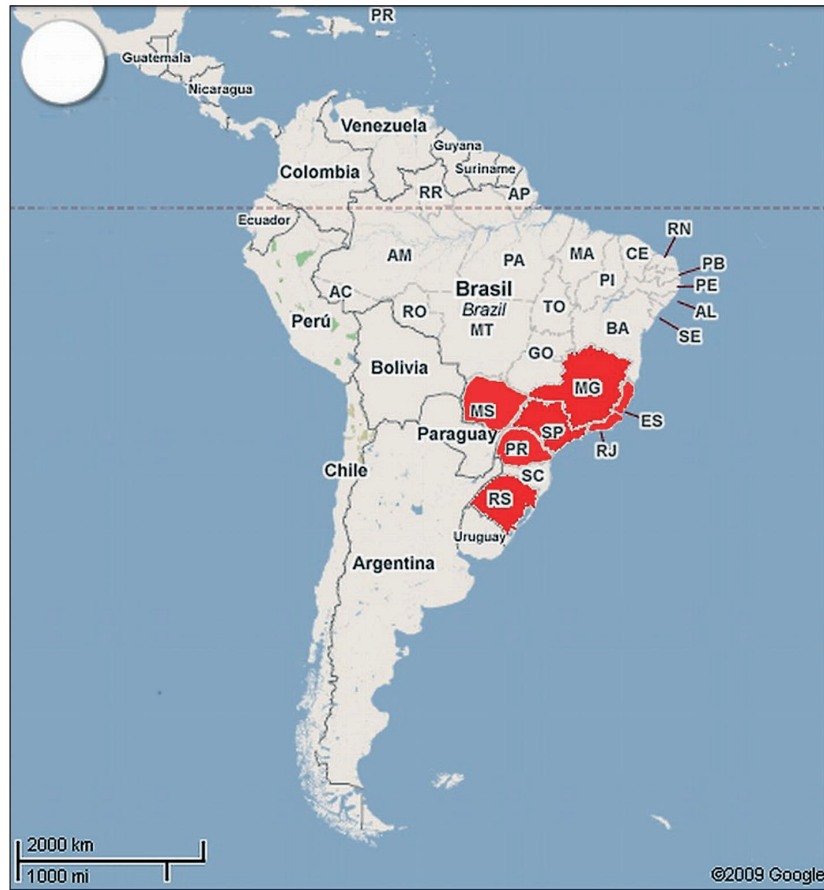 PR
Guatemala
Nicaragua
Venezuela
Guyana
Suriname
Colombia
RR
AP
Ecuador
RN
AM
PA
MA
CE
PB
PI
PE
AC
Brasil
Brazil
TO
AL
RO
Perú
MT
BA
SE
GO
Bolivia
MG
MS
ES
Paraguay
SP
RJ
PR
Chile
SC
RS
Uruguay
Argentina
2000 km
1000 mi
©2009 Google